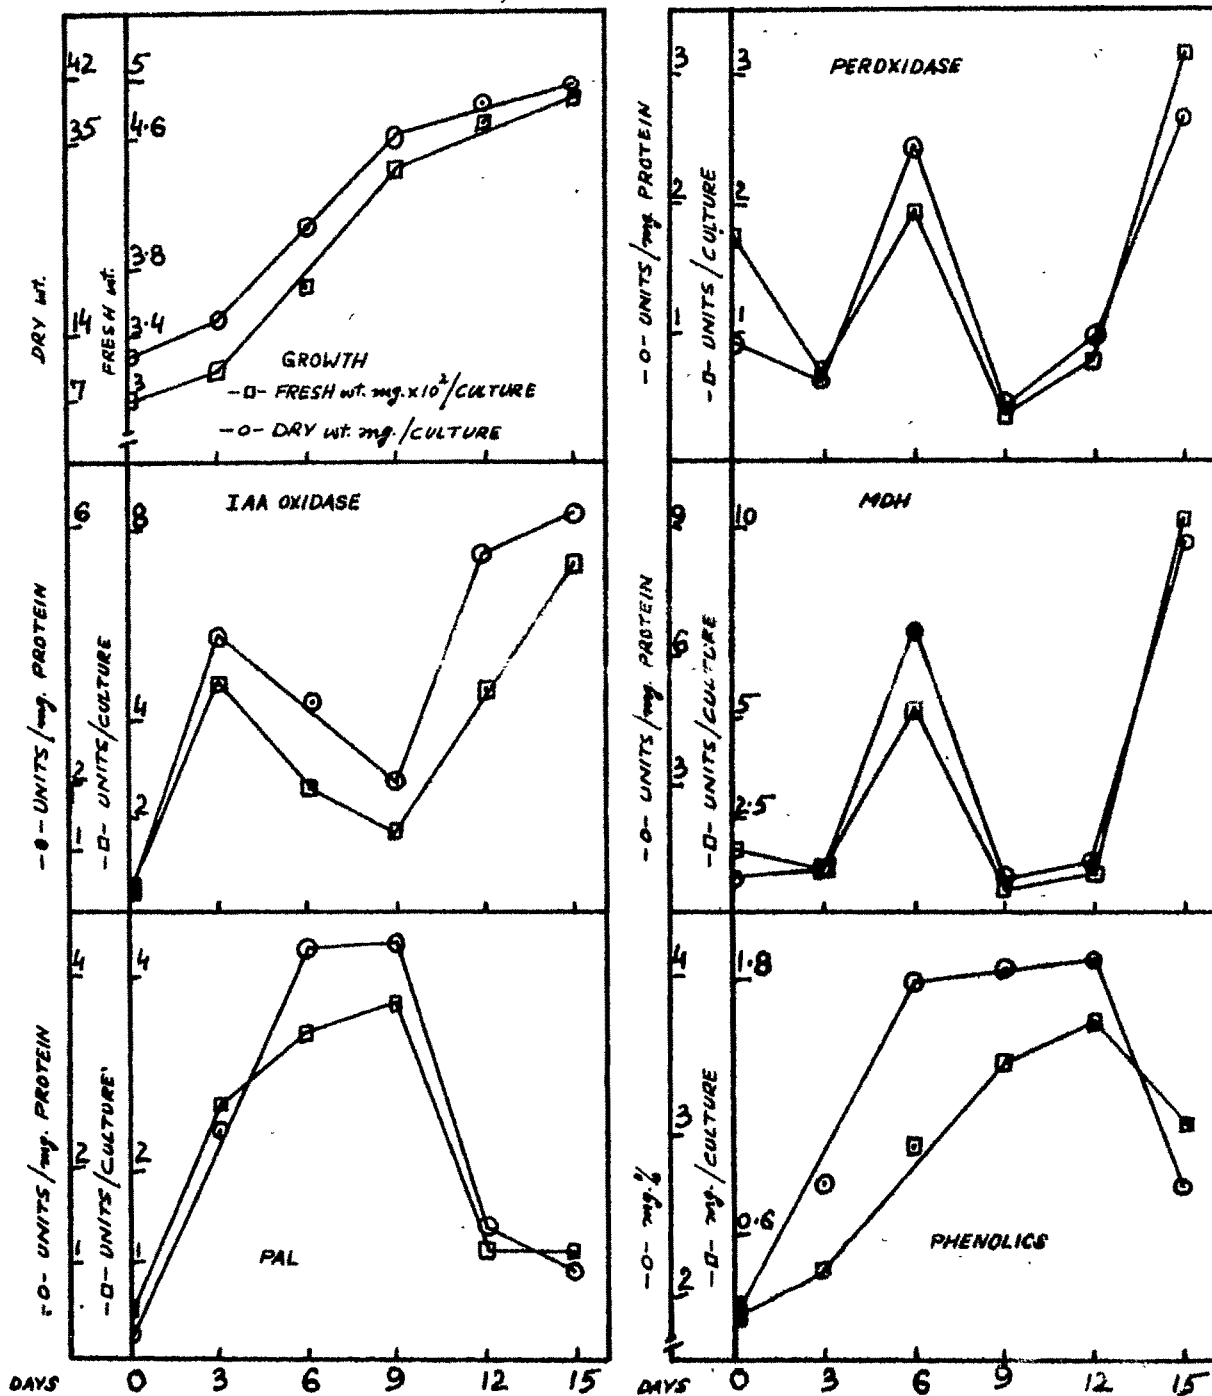 42 5
35 4.6
3.8
14 3.4
7 3
DRY wt.
FRESH wt.
GROWTH
-□- FRESH wt. mg.x10²/CULTURE
-o- DRY wt. mg./CULTURE
3 3
2 2
1 1
-o- UNITS/mg PROTEIN
-□- UNITS/CULTURE
PEROXIDASE
6 8
4
2 2
1
-o- UNITS/mg. PROTEIN
-□- UNITS/CULTURE
IAA OXIDASE
9 10
6 5
3 2.5
-o- UNITS/mg. PROTEIN
-□- UNITS/CULTURE
MDH
4 4
2 2
1 1
-o- UNITS/mg. PROTEIN
-□- UNITS/CULTURE
PAL
4 1.8
3
2 0.6
-o- mg.%
-□- mg./CULTURE
PHENOLICS
DAYS 0 3 6 9 12 15
DAYS 0 3 6 9 12 15